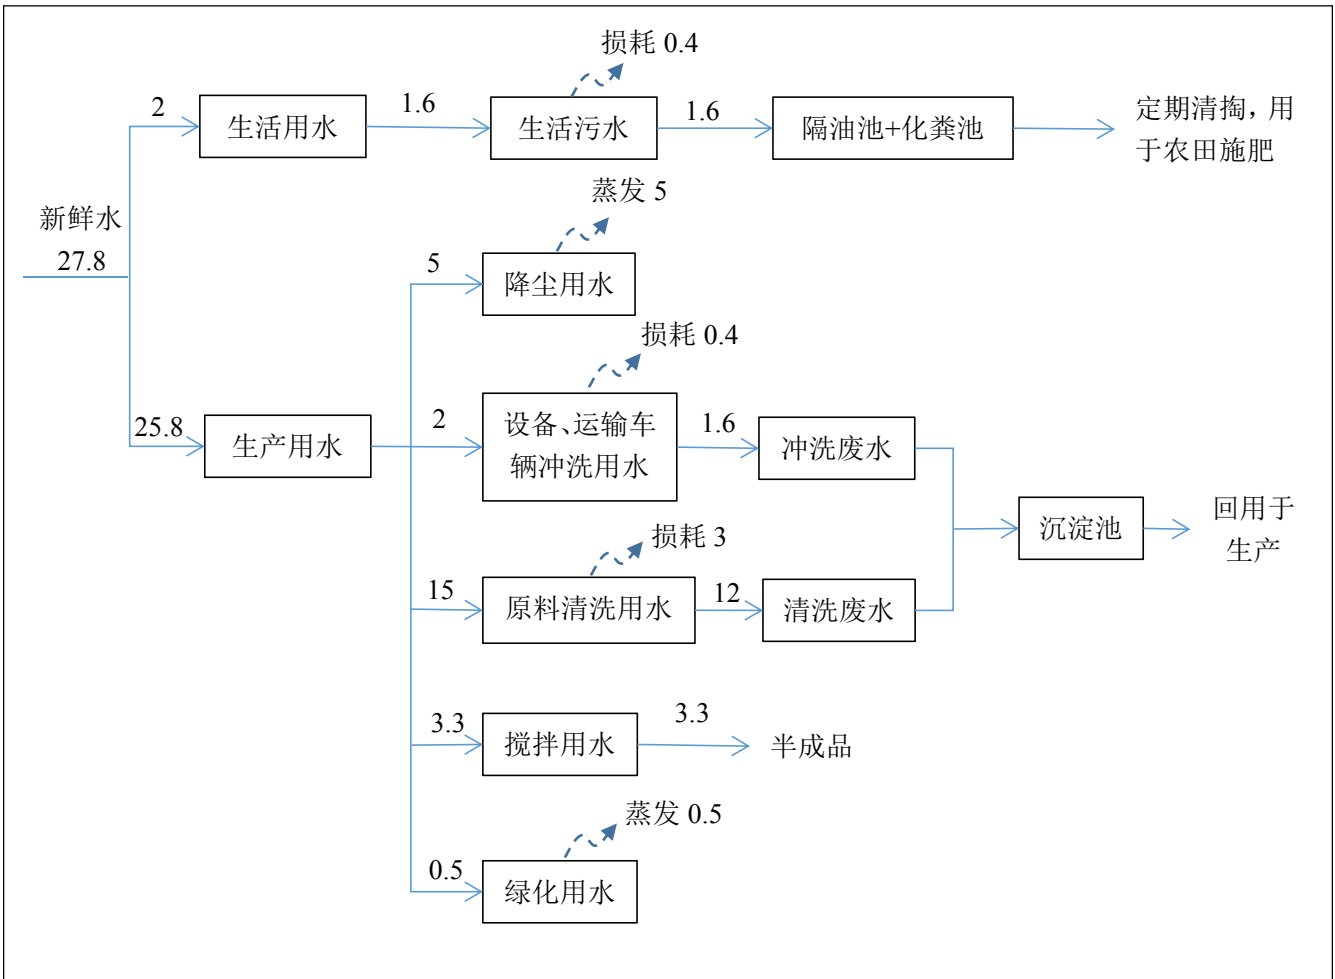 损耗 0.4
2
生活用水
1.6
生活污水
1.6
隔油池+化粪池
定期清掏，用
于农田施肥
新鲜水
27.8
蒸发 5
5
降尘用水
损耗 0.4
25.8
生产用水
2
设备、运输车
辆冲洗用水
1.6
冲洗废水
沉淀池
回用于
生产
损耗 3
15
原料清洗用水
12
清洗废水
3.3
搅拌用水
3.3
半成品
蒸发 0.5
0.5
绿化用水